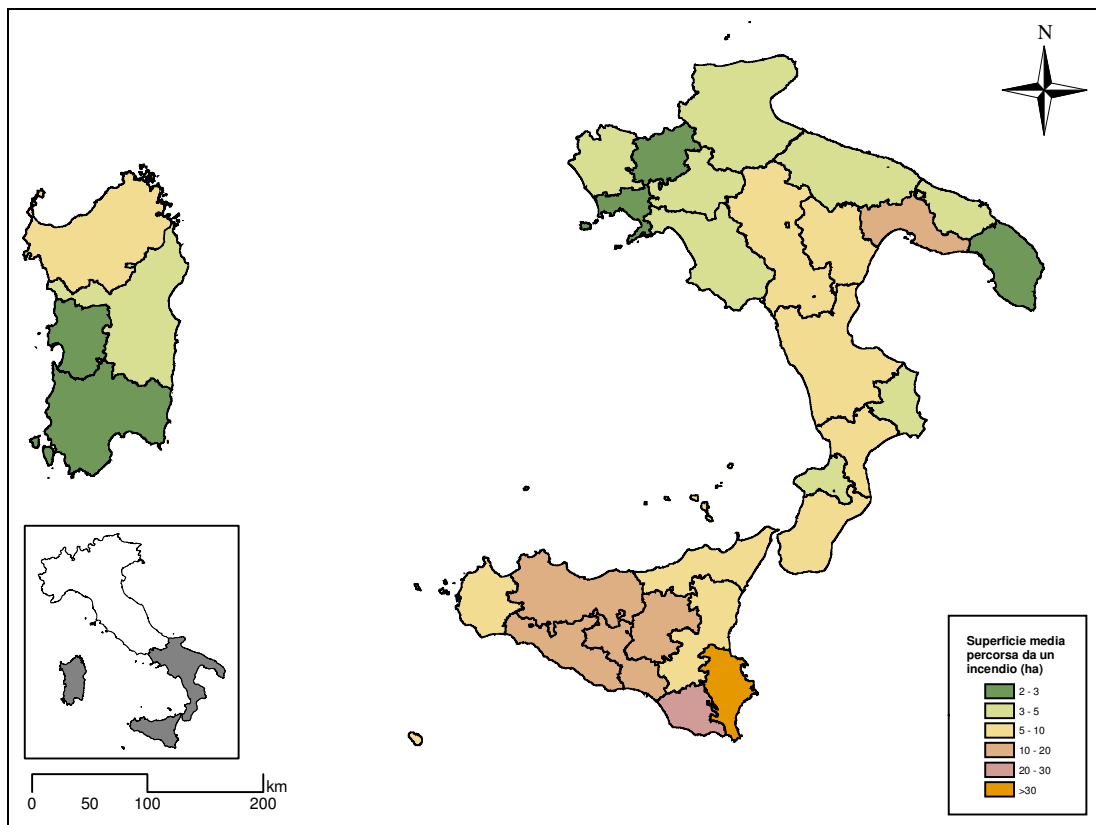 N
Superficie media
percorsa da un
incendio (ha)
2 - 3
3 - 5
5 - 10
10 - 20
20 - 30
>30
km
0 50 100 200